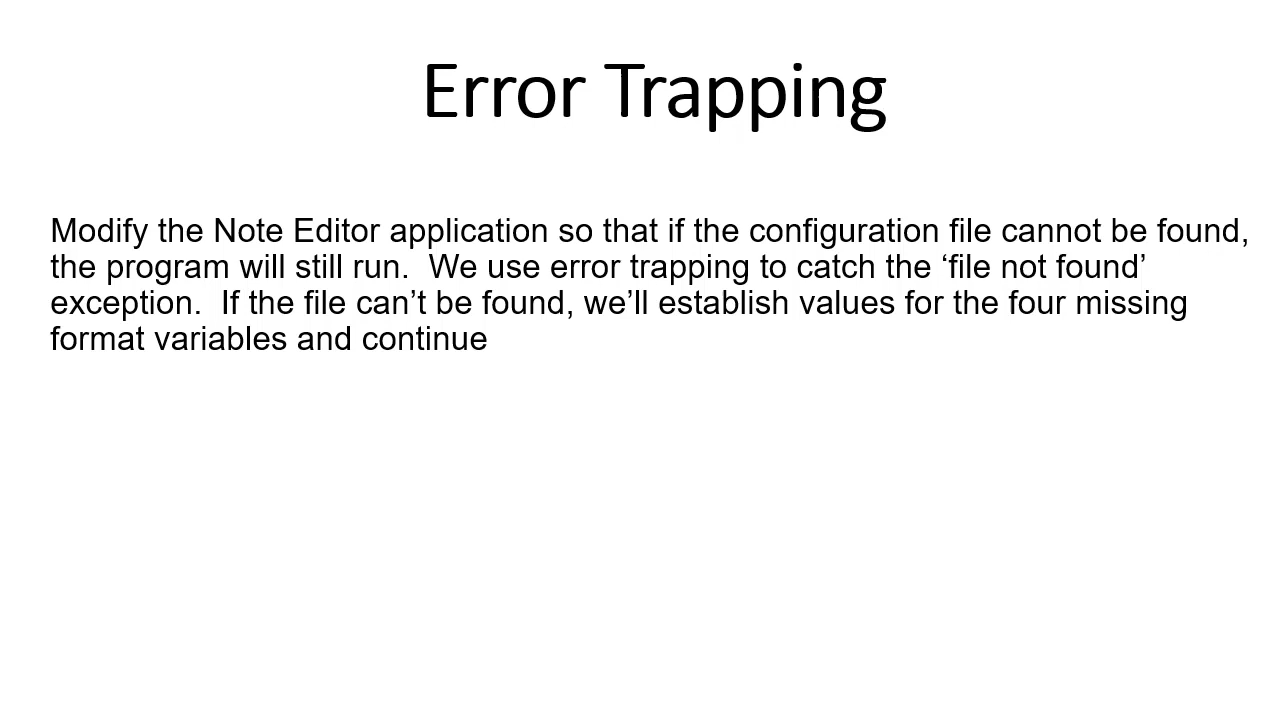 Error Trapping
Modify the Note Editor application so that if the configuration file cannot be found,
the program will still run.  We use error trapping to catch the ‘file not found’
exception.  If the file can’t be found, we’ll establish values for the four missing
format variables and continue